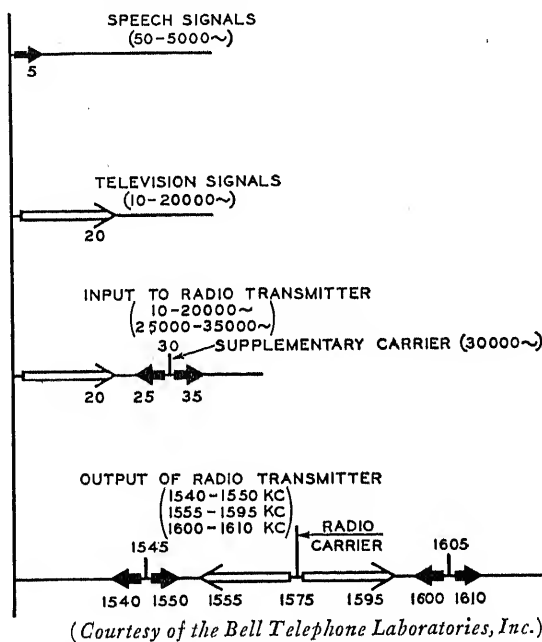 SPEECH SIGNALS
(50-5000~)
5
TELEVISION SIGNALS
(10-20000~)
20
INPUT TO RADIO TRANSMITTER
(10-20000~
25000-35000~)
30 SUPPLEMENTARY CARRIER (30000~)
20 25 35
OUTPUT OF RADIO TRANSMITTER
(1540-1550 KC
1555-1595 KC
1600-1610 KC)
1545 RADIO CARRIER 1605
1540 1550 1555 1575 1595 1600 1610
(Courtesy of the Bell Telephone Laboratories, Inc.)